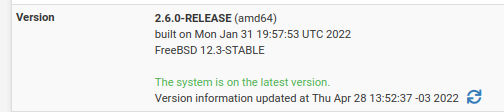 Version
2.6.0-RELEASE (amd64)
built on Mon Jan 31 19:57:53 UTC 2022
FreeBSD 12.3-STABLE
The system is on the latest version.
Version information updated at Thu Apr 28 13:52:37 -03 2022